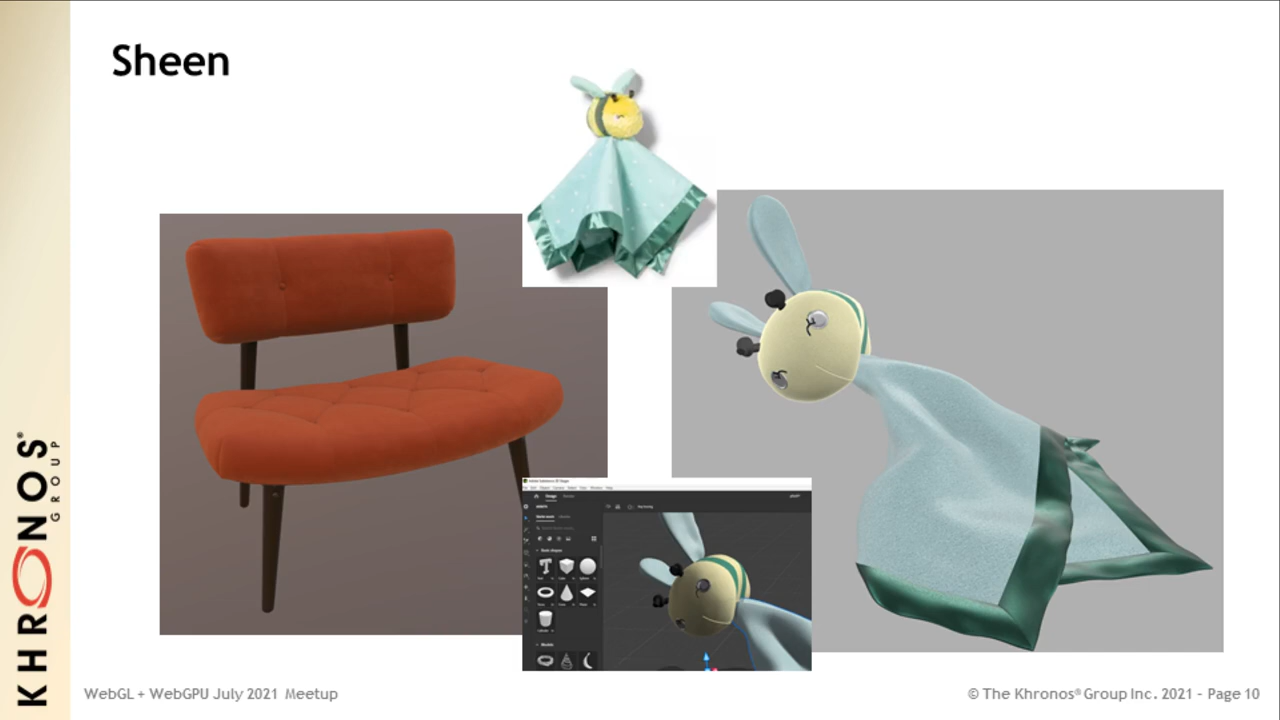 Sheen
KHRONOS®
GROUP
WebGL + WebGPU July 2021 Meetup
© The Khronos® Group Inc. 2021 - Page 10